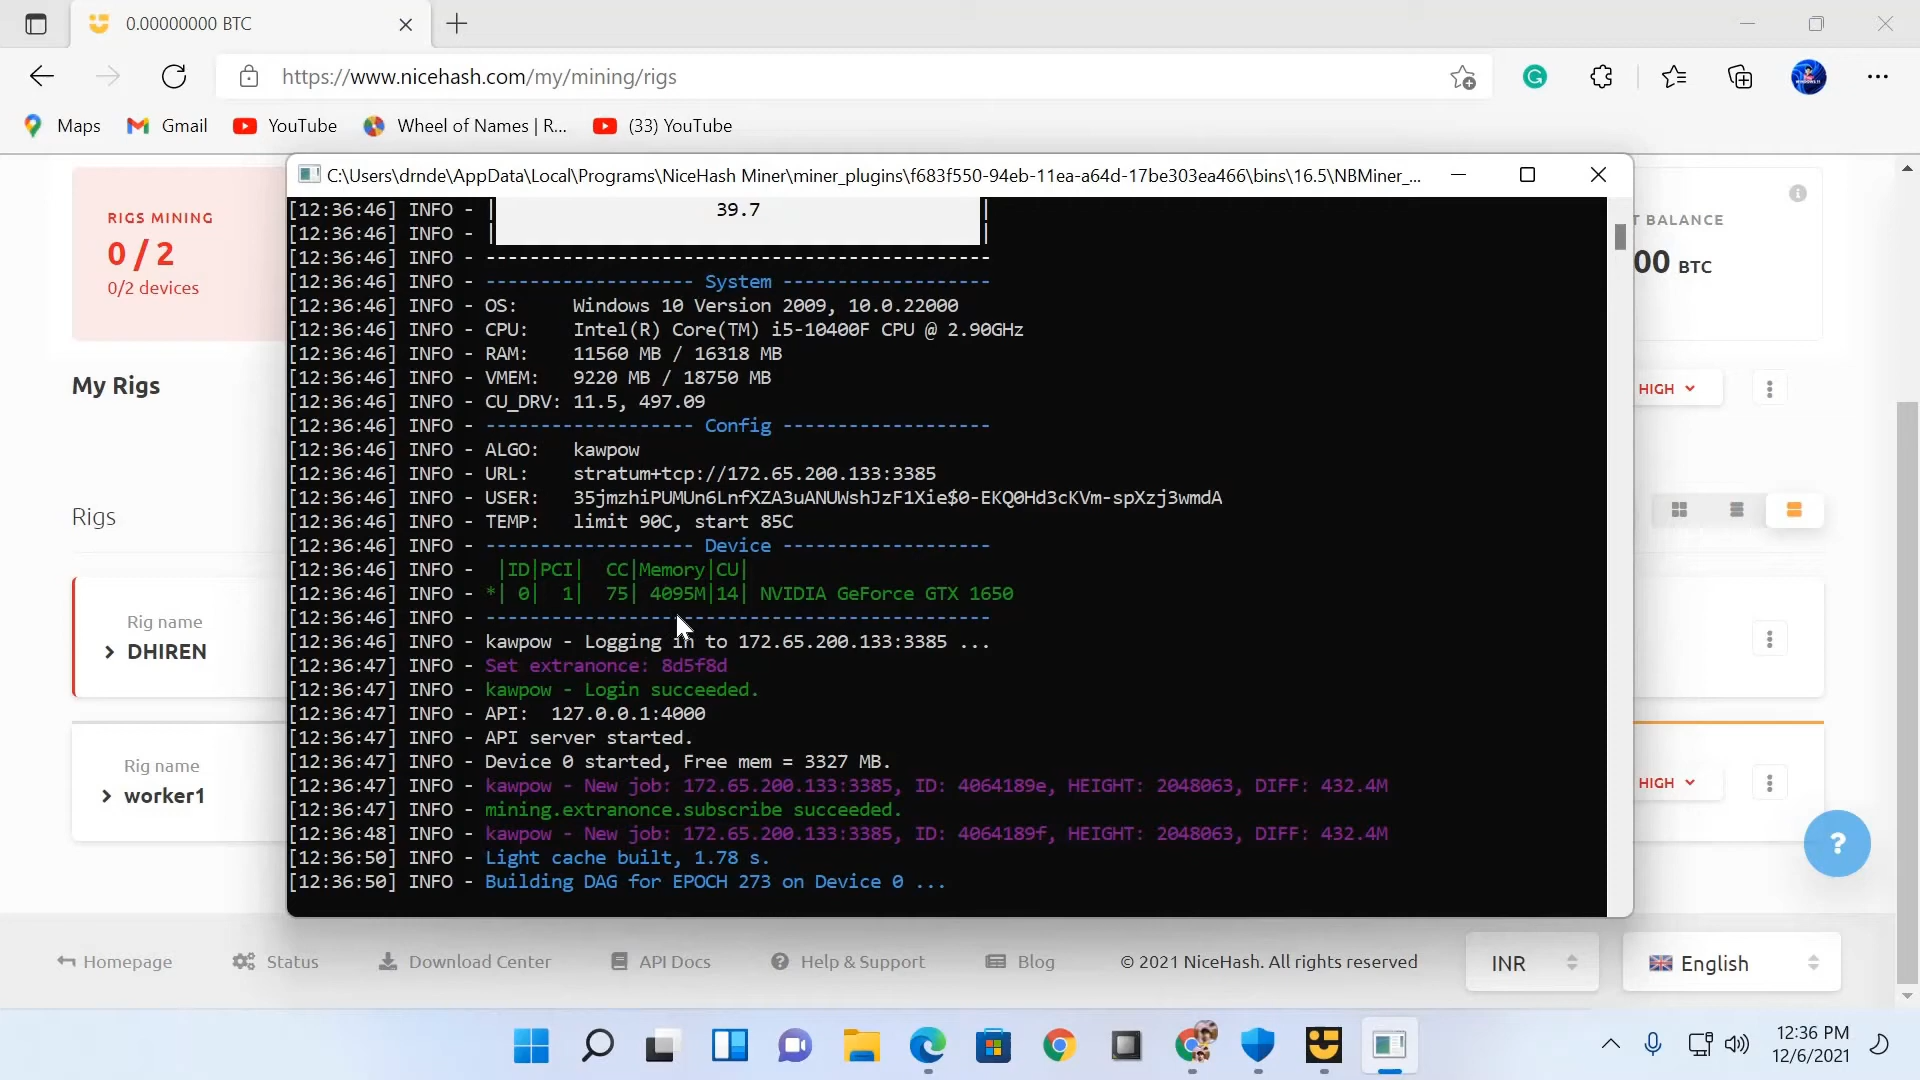 0.00000000 BTC
https://www.nicehash.com/my/mining/rigs
Maps Gmail YouTube Wheel of Names | R... (33) YouTube
C:\Users\drnde\AppData\Local\Programs\NiceHash Miner\miner_plugins\f683f550-94eb-11ea-a64d-17be303ea466\bins\16.5\NBMiner_...
RIGS MINING
0 / 2
0/2 devices
T BALANCE
00 BTC
My Rigs
HIGH
Rigs
Rig name
DHIREN
Rig name
worker1
HIGH
[12:36:46] INFO - | 39.7 |
[12:36:46] INFO - | |
[12:36:46] INFO - ----------------------------------------------
[12:36:46] INFO - ------------------- System -------------------
[12:36:46] INFO - OS: Windows 10 Version 2009, 10.0.22000
[12:36:46] INFO - CPU: Intel(R) Core(TM) i5-10400F CPU @ 2.90GHz
[12:36:46] INFO - RAM: 11560 MB / 16318 MB
[12:36:46] INFO - VMEM: 9220 MB / 18750 MB
[12:36:46] INFO - CU_DRV: 11.5, 497.09
[12:36:46] INFO - ------------------- Config -------------------
[12:36:46] INFO - ALGO: kawpow
[12:36:46] INFO - URL: stratum+tcp://172.65.200.133:3385
[12:36:46] INFO - USER: 35jmzhiPUMUn6LnfXZA3uANUWshJzF1Xie$0-EKQ0Hd3cKVm-spXzj3wmdA
[12:36:46] INFO - TEMP: limit 90C, start 85C
[12:36:46] INFO - ------------------- Device -------------------
[12:36:46] INFO - |ID|PCI| CC|Memory|CU|
[12:36:46] INFO - *| 0| 1| 75| 4095M|14| NVIDIA GeForce GTX 1650
[12:36:46] INFO - ----------------------------------------------
[12:36:46] INFO - kawpow - Logging in to 172.65.200.133:3385 ...
[12:36:47] INFO - Set extranonce: 8d5f8d
[12:36:47] INFO - kawpow - Login succeeded.
[12:36:47] INFO - API: 127.0.0.1:4000
[12:36:47] INFO - API server started.
[12:36:47] INFO - Device 0 started, Free mem = 3327 MB.
[12:36:47] INFO - kawpow - New job: 172.65.200.133:3385, ID: 4064189e, HEIGHT: 2048063, DIFF: 432.4M
[12:36:47] INFO - mining.extranonce.subscribe succeeded.
[12:36:48] INFO - kawpow - New job: 172.65.200.133:3385, ID: 4064189f, HEIGHT: 2048063, DIFF: 432.4M
[12:36:50] INFO - Light cache built, 1.78 s.
[12:36:50] INFO - Building DAG for EPOCH 273 on Device 0 ...
?
Homepage Status Download Center API Docs Help & Support Blog © 2021 NiceHash. All rights reserved INR English
12:36 PM
12/6/2021